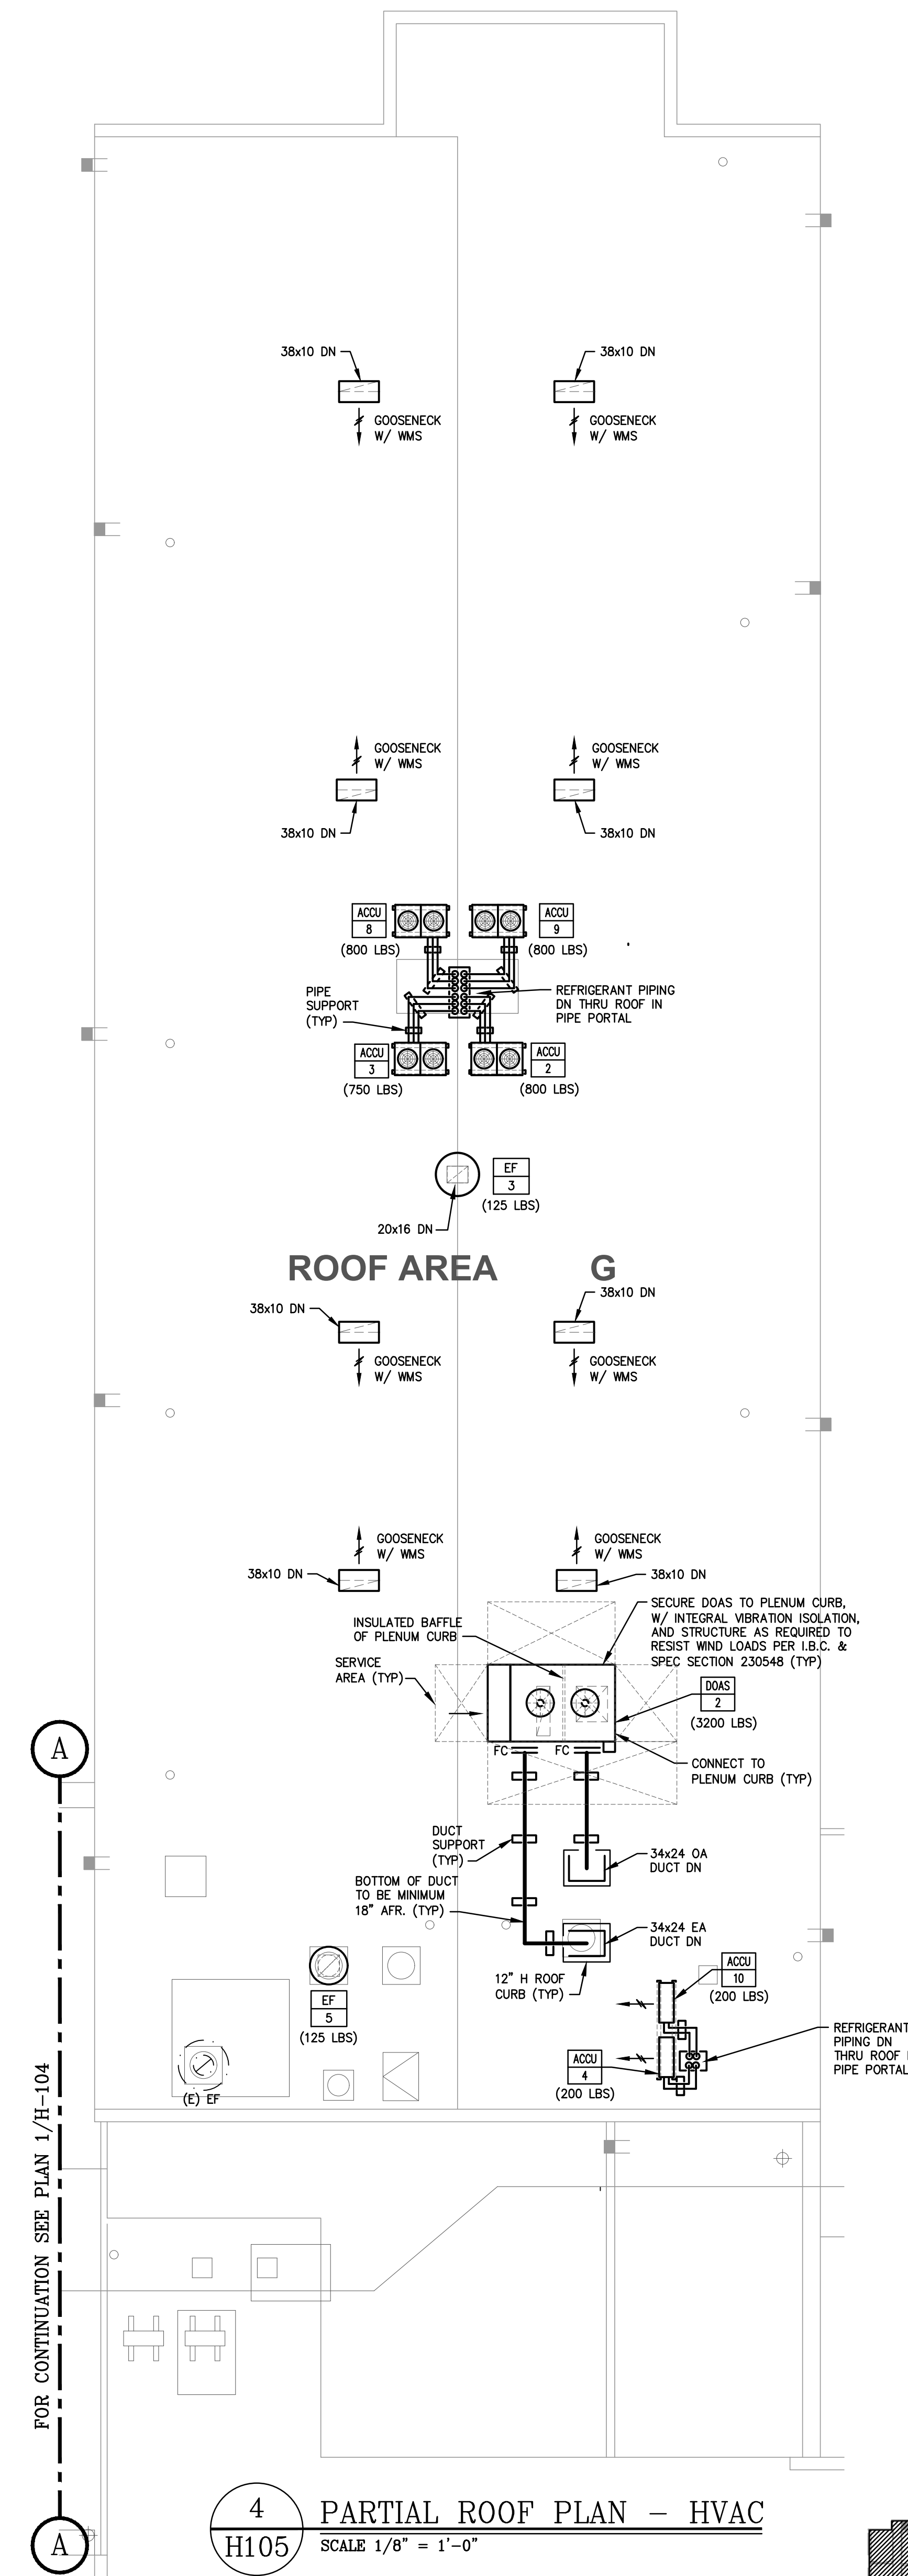 38x10 DN
38x10 DN
GOOSENECK
W/ WMS
GOOSENECK
W/ WMS
GOOSENECK
W/ WMS
GOOSENECK
W/ WMS
38x10 DN
38x10 DN
ACCU
8
(800 LBS)
ACCU
9
(800 LBS)
PIPE
SUPPORT
(TYP)
REFRIGERANT PIPING
DN THRU ROOF IN
PIPE PORTAL
ACCU
3
(750 LBS)
ACCU
2
(800 LBS)
EF
3
(125 LBS)
20x16 DN
ROOF AREA G
38x10 DN
38x10 DN
GOOSENECK
W/ WMS
GOOSENECK
W/ WMS
GOOSENECK
W/ WMS
GOOSENECK
W/ WMS
38x10 DN
38x10 DN
SECURE DOAS TO PLENUM CURB,
W/ INTEGRAL VIBRATION ISOLATION,
AND STRUCTURE AS REQUIRED TO
RESIST WIND LOADS PER I.B.C. &
SPEC SECTION 230548 (TYP)
INSULATED BAFFLE
OF PLENUM CURB
SERVICE
AREA (TYP)
DOAS
2
(3200 LBS)
A
FC
FC
CONNECT TO
PLENUM CURB (TYP)
DUCT
SUPPORT
(TYP)
34x24 OA
DUCT DN
BOTTOM OF DUCT
TO BE MINIMUM
18" AFR. (TYP)
34x24 EA
DUCT DN
12" H ROOF
CURB (TYP)
ACCU
10
(200 LBS)
EF
5
(125 LBS)
REFRIGERANT
PIPING DN
THRU ROOF
PIPE PORTAL
ACCU
4
(200 LBS)
(E) EF
FOR CONTINUATION SEE PLAN 1/H-104
A
4
H105
PARTIAL ROOF PLAN - HVAC
SCALE 1/8" = 1'-0"